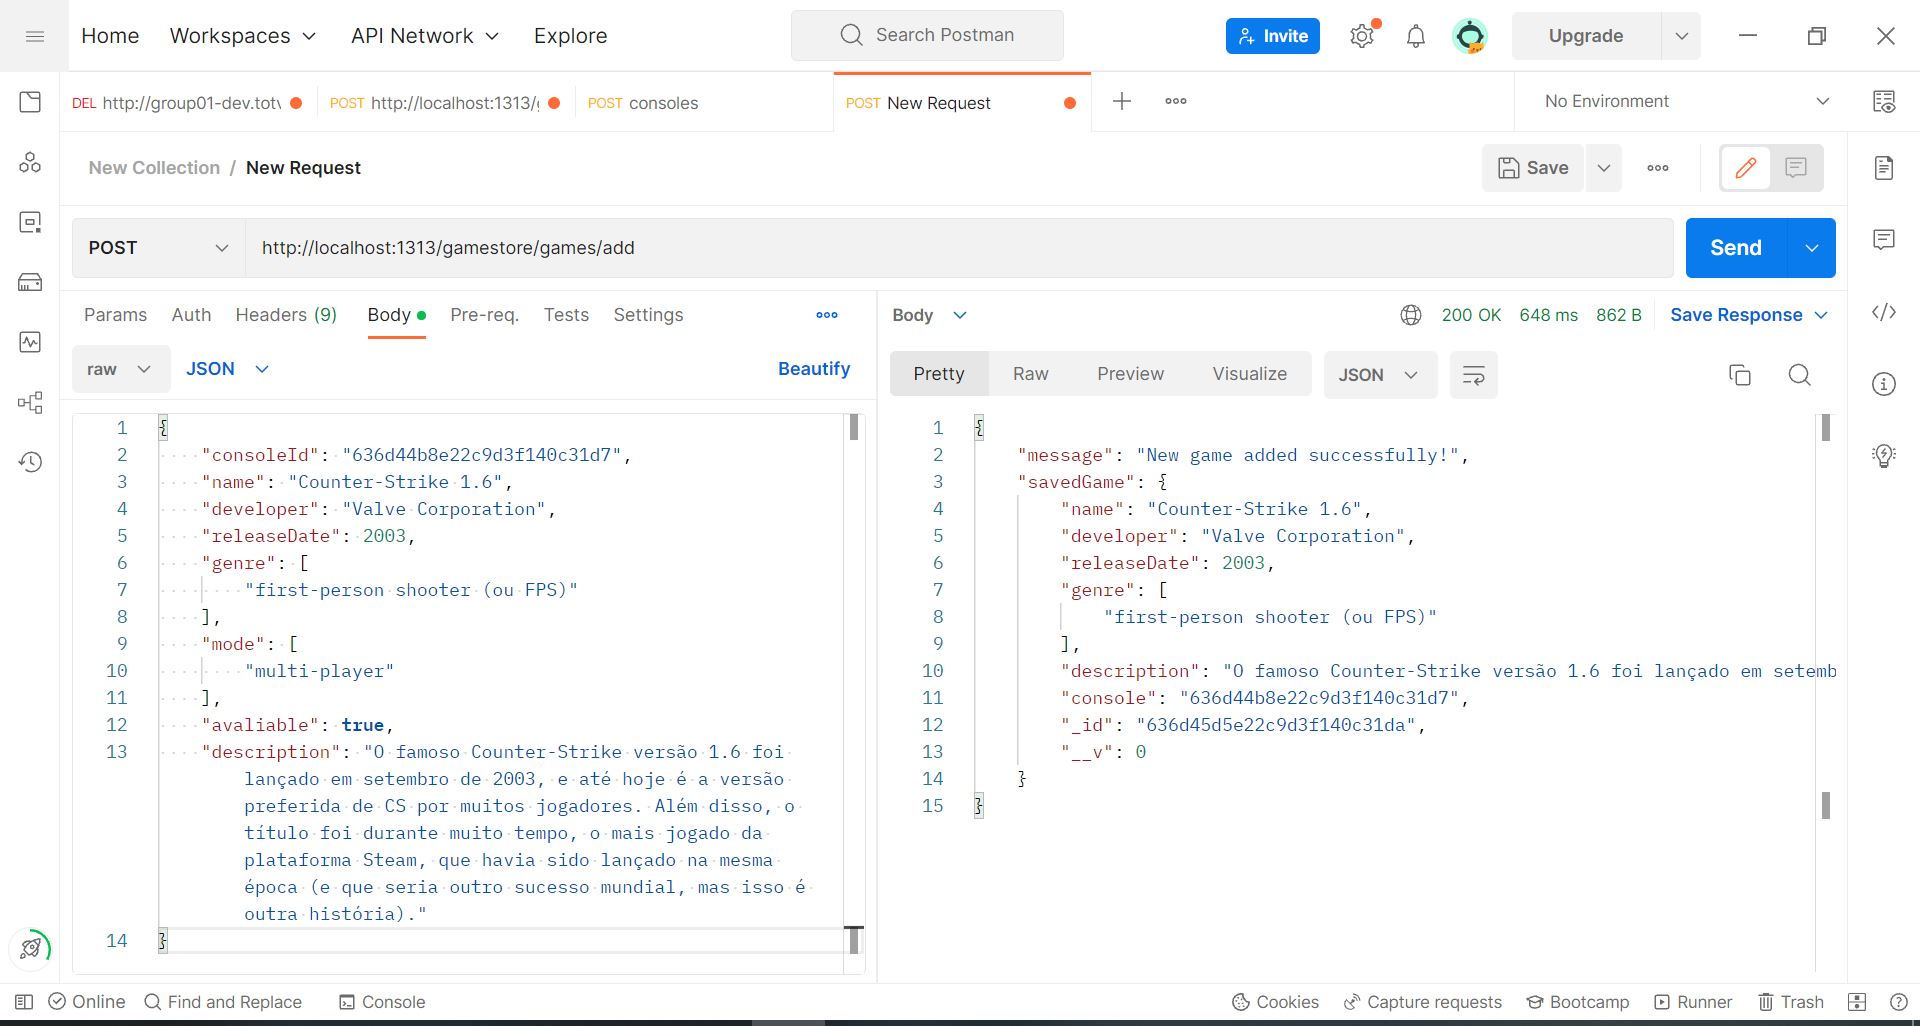 Home Workspaces API Network Explore Search Postman Invite Upgrade
DEL http://group01-dev.totv POST http://localhost:1313/g POST consoles POST New Request No Environment
New Collection / New Request Save
POST http://localhost:1313/gamestore/games/add Send
Params Auth Headers (9) Body Pre-req. Tests Settings
raw JSON Beautify
1 {
2 "consoleId": "636d44b8e22c9d3f140c31d7",
3 "name": "Counter-Strike 1.6",
4 "developer": "Valve Corporation",
5 "releaseDate": 2003,
6 "genre": [
7 "first-person shooter (ou FPS)"
8 ],
9 "mode": [
10 "multi-player"
11 ],
12 "avaliable": true,
13 "description": "O famoso Counter-Strike versão 1.6 foi
lançado em setembro de 2003, e até hoje é a versão
preferida de CS por muitos jogadores. Além disso, o
título foi durante muito tempo, o mais jogado da
plataforma Steam, que havia sido lançado na mesma
época (e que seria outro sucesso mundial, mas isso é
outra história)."
14 }
Body 200 OK 648 ms 862 B Save Response
Pretty Raw Preview Visualize JSON
1 {
2 "message": "New game added successfully!",
3 "savedGame": {
4 "name": "Counter-Strike 1.6",
5 "developer": "Valve Corporation",
6 "releaseDate": 2003,
7 "genre": [
8 "first-person shooter (ou FPS)"
9 ],
10 "description": "O famoso Counter-Strike versão 1.6 foi lançado em setemb
11 "console": "636d44b8e22c9d3f140c31d7",
12 "_id": "636d45d5e22c9d3f140c31da",
13 "__v": 0
14 }
15 }
Online Find and Replace Console Cookies Capture requests Bootcamp Runner Trash